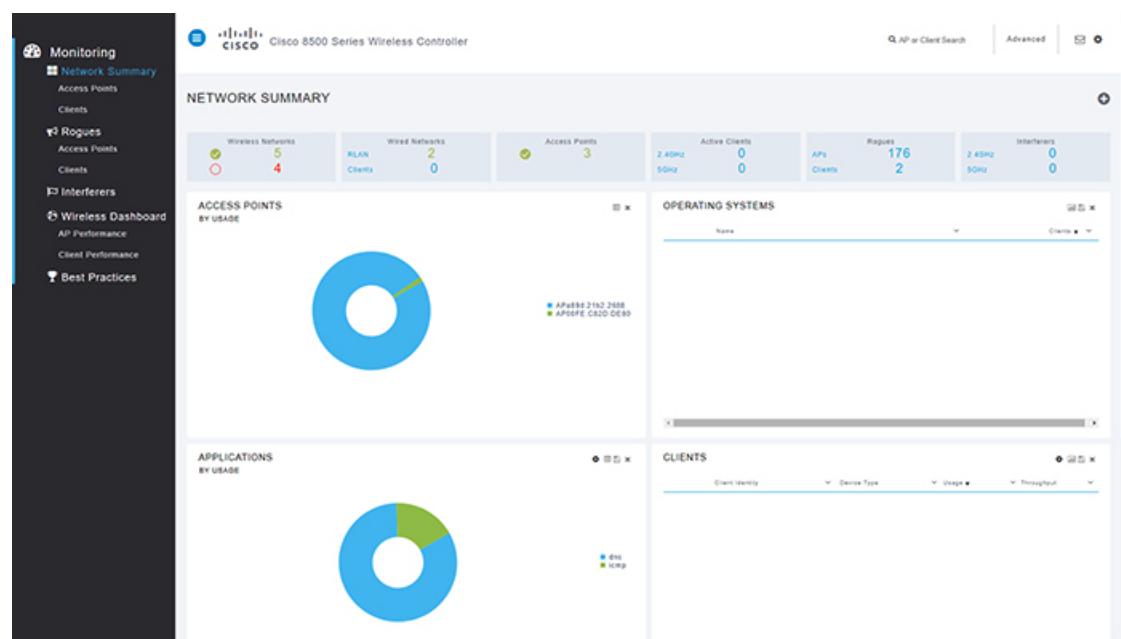 Monitoring
Network Summary
Access Points
Clients
Rogues
Access Points
Clients
Interferers
Wireless Dashboard
AP Performance
Client Performance
Best Practices
CISCO Cisco 8500 Series Wireless Controller
AP or Client Search
Advanced
NETWORK SUMMARY
Wireless Networks
5
4
Wired Networks
RLAN 2
Clients 0
Access Points
3
Active Clients
2.4GHz 0
5GHz 0
Rogues
APs 176
Clients 2
Interferers
2.4GHz 0
5GHz 0
ACCESS POINTS
BY USAGE
APa89d.21b2.2688
AP00FE.C82D.DE80
OPERATING SYSTEMS
Name Clients
APPLICATIONS
BY USAGE
dns
icmp
CLIENTS
Client Identity Device Type Usage Throughput